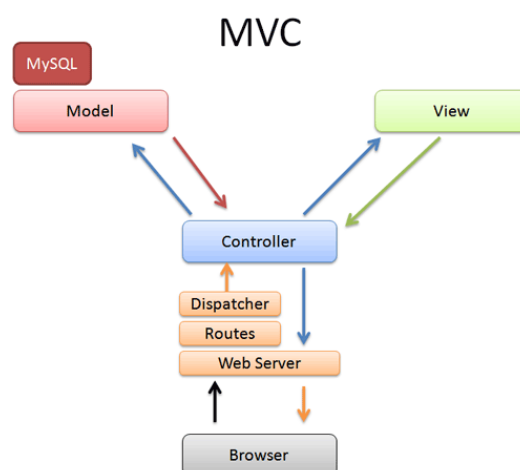 MVC
MySQL
Model
View
Controller
Dispatcher
Routes
Web Server
Browser